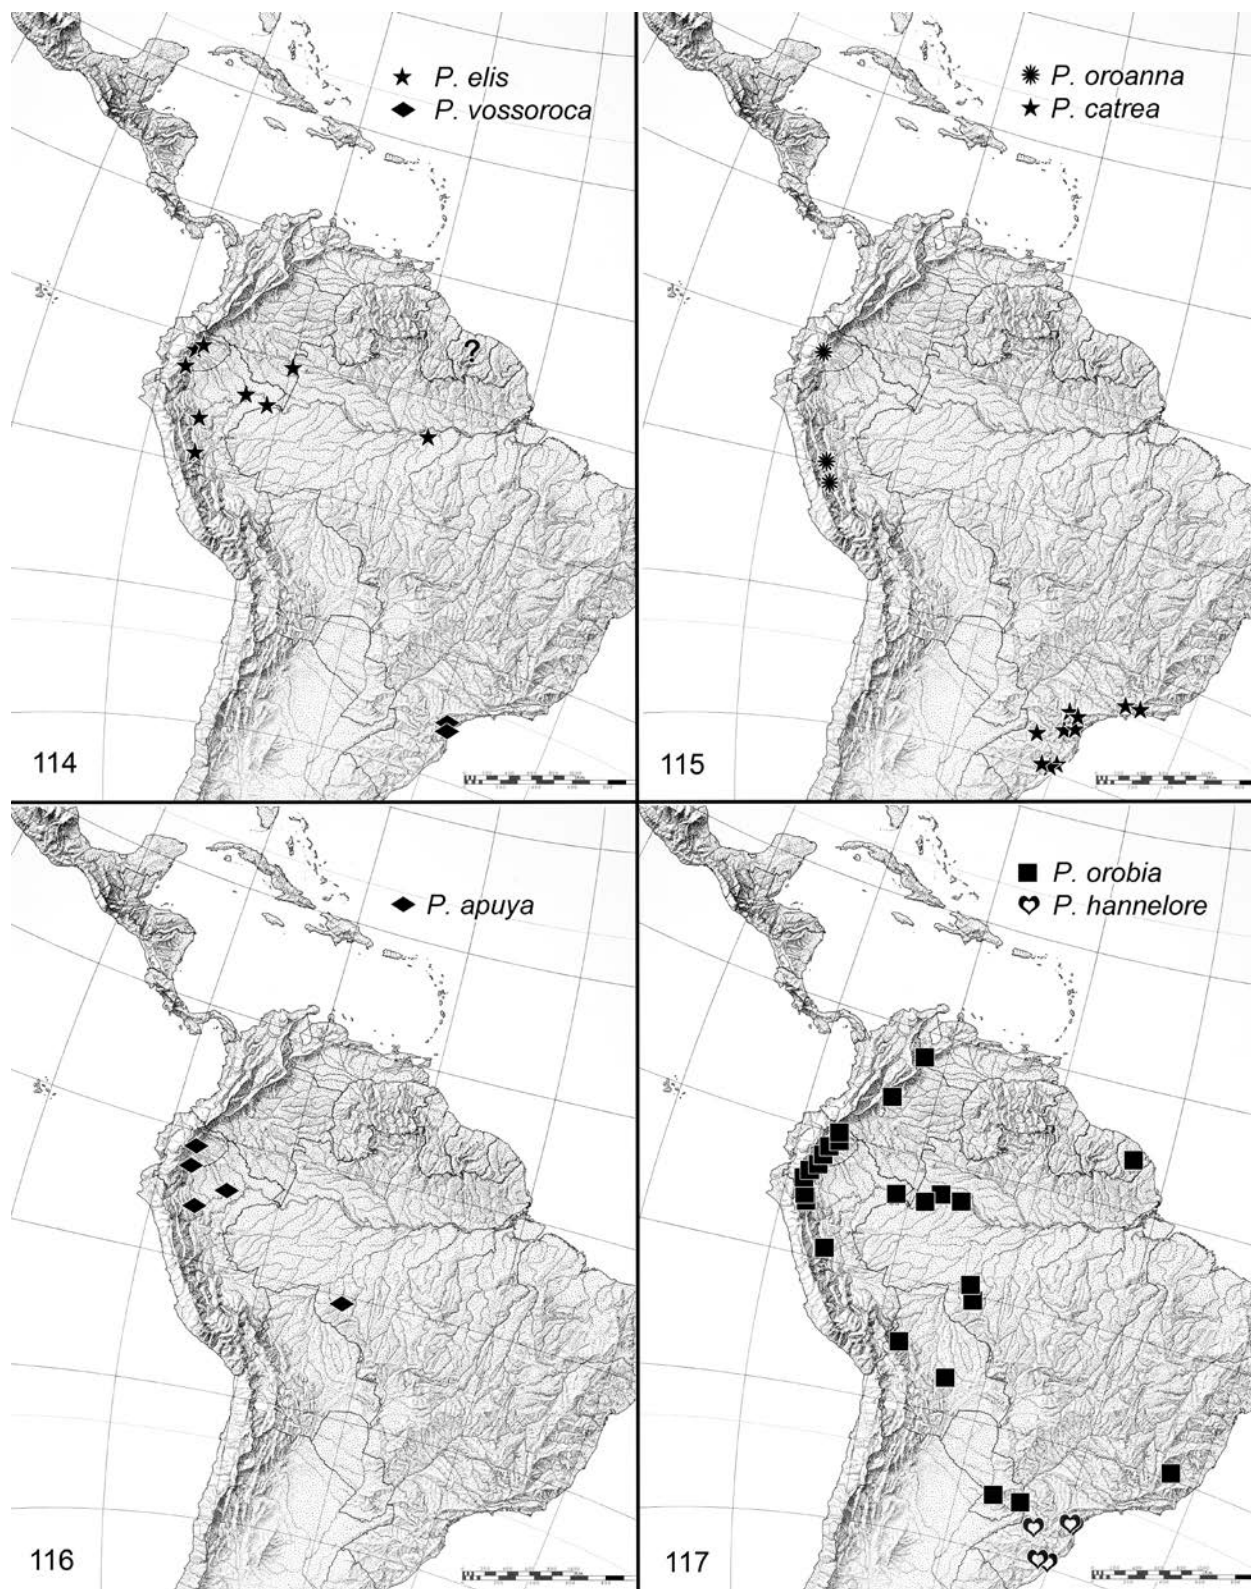 P. elis
P. vossoroca
?
114
P. oroanna
P. catrea
115
P. apuya
116
P. orobia
P. hannelore
117